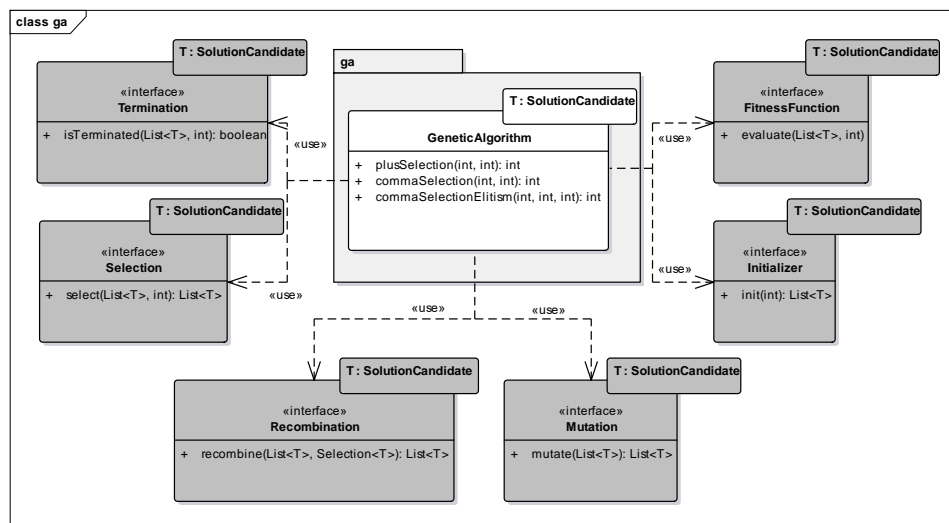 class ga
T : SolutionCandidate
«interface»
Termination
+ isTerminated(List<T>, int): boolean
ga
T : SolutionCandidate
GeneticAlgorithm
+ plusSelection(int, int): int
+ commaSelection(int, int): int
+ commaSelectionElitism(int, int, int): int
T : SolutionCandidate
«interface»
FitnessFunction
+ evaluate(List<T>, int)
«use»
«use»
T : SolutionCandidate
«interface»
Selection
+ select(List<T>, int): List<T>
«use»
T : SolutionCandidate
«interface»
Initializer
+ init(int): List<T>
«use»
«use»
«use»
T : SolutionCandidate
«interface»
Recombination
+ recombine(List<T>, Selection<T>): List<T>
T : SolutionCandidate
«interface»
Mutation
+ mutate(List<T>): List<T>